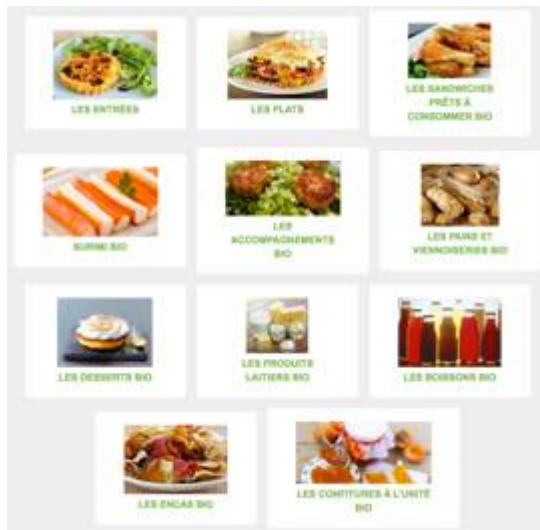 LES ENTRÉES
LES PLATS
LES SANDWICHES
PRÊTS À
CONSOMMER BIO
SURIMI BIO
LES
ACCOMPAGNEMENTS
BIO
LES PAINS ET
VIENNOISERIES BIO
LES DESSERTS BIO
LES PRODUITS
LAITIERS BIO
LES BOISSONS BIO
LES ENCAS BIO
LES CONFITURES À L'UNITÉ
BIO